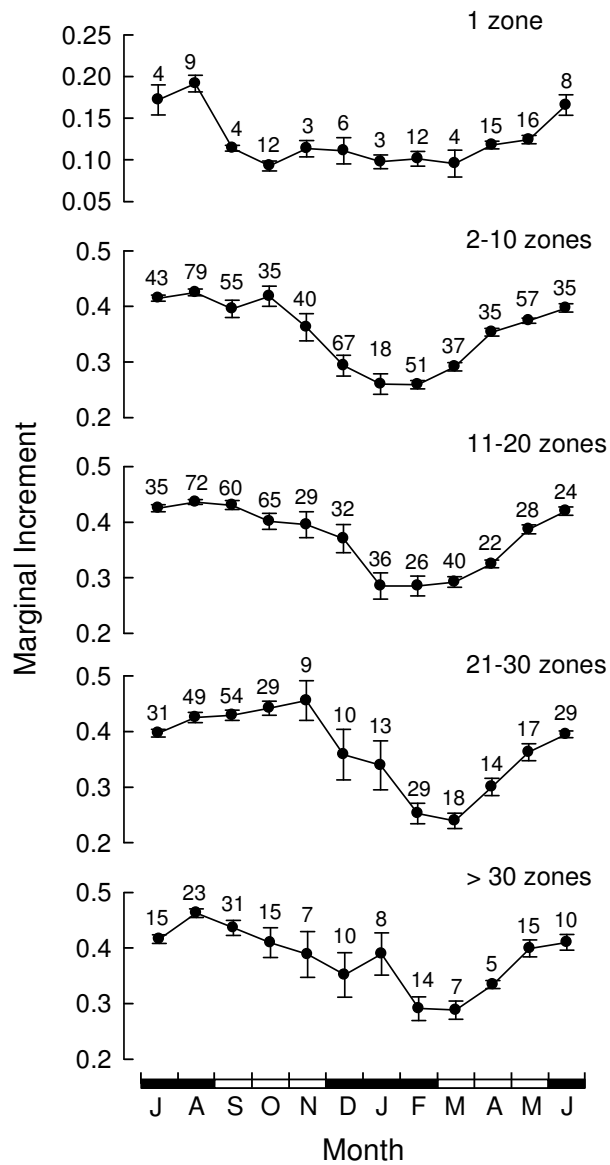 1 zone
0.25
0.20
0.15
0.10
0.05
4 9 4 12 3 6 3 12 4 15 16 8
2-10 zones
0.5
0.4
0.3
0.2
43 79 55 35 40 67 18 51 37 35 57 35
11-20 zones
0.5
0.4
0.3
0.2
35 72 60 65 29 32 36 26 40 22 28 24
21-30 zones
0.5
0.4
0.3
0.2
31 49 54 29 9 10 13 29 18 14 17 29
> 30 zones
0.5
0.4
0.3
0.2
15 23 31 15 7 10 8 14 7 5 15 10
Marginal Increment
J A S O N D J F M A M J
Month